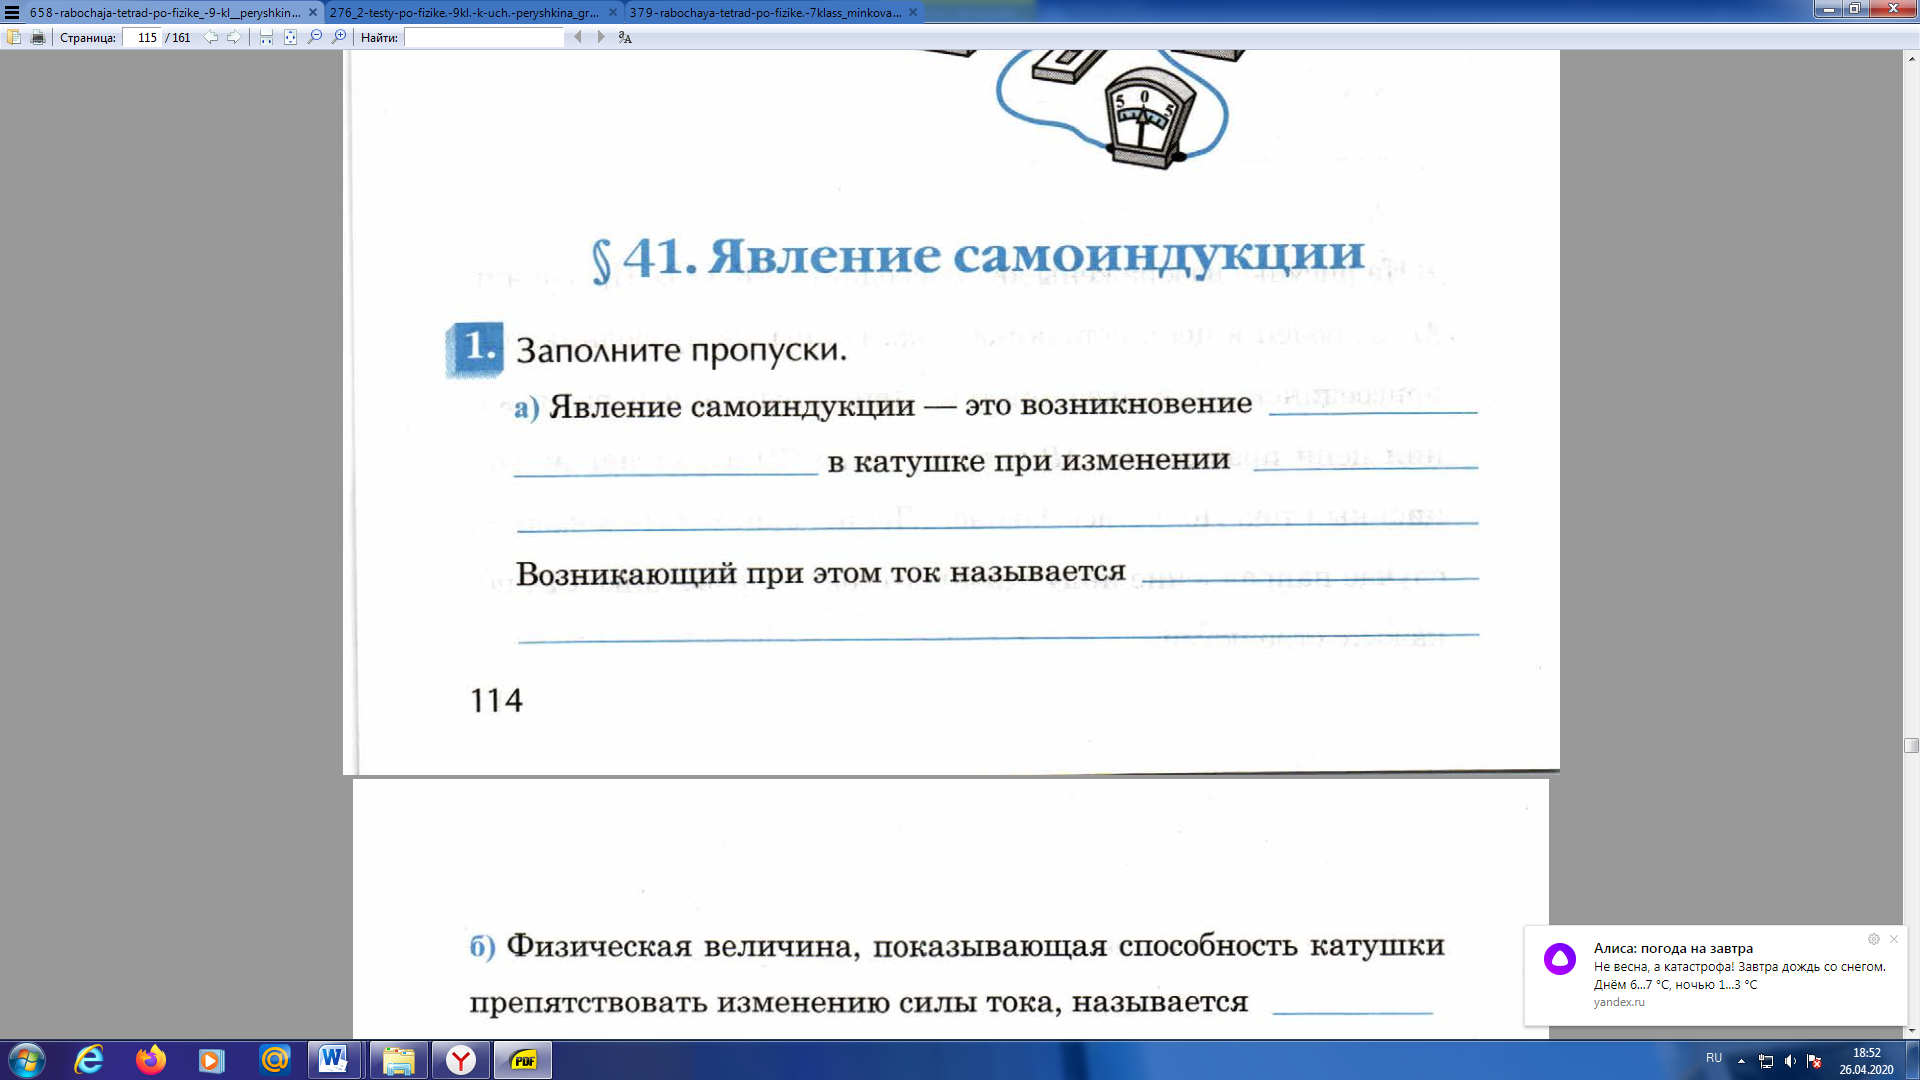 658-rabochaja-tetrad-po-fizike_-9-kl__peryshkin...
276_2-testy-po-fizike.-9kl.-k-uch.-peryshkina_gr...
379-rabochaya-tetrad-po-fizike.-7klass_minkova...
Страница: 115 / 161 Найти:
5 0 5
§ 41. Явление самоиндукции
1. Заполните пропуски.
а) Явление самоиндукции — это возникновение
в катушке при изменении
Возникающий при этом ток называется
114
б) Физическая величина, показывающая способность катушки
препятствовать изменению силы тока, называется
Алиса: погода на завтра
Не весна, а катастрофа! Завтра дождь со снегом.
Днём 6...7 °C, ночью 1...3 °C
yandex.ru
PDF
RU
18:52
26.04.2020